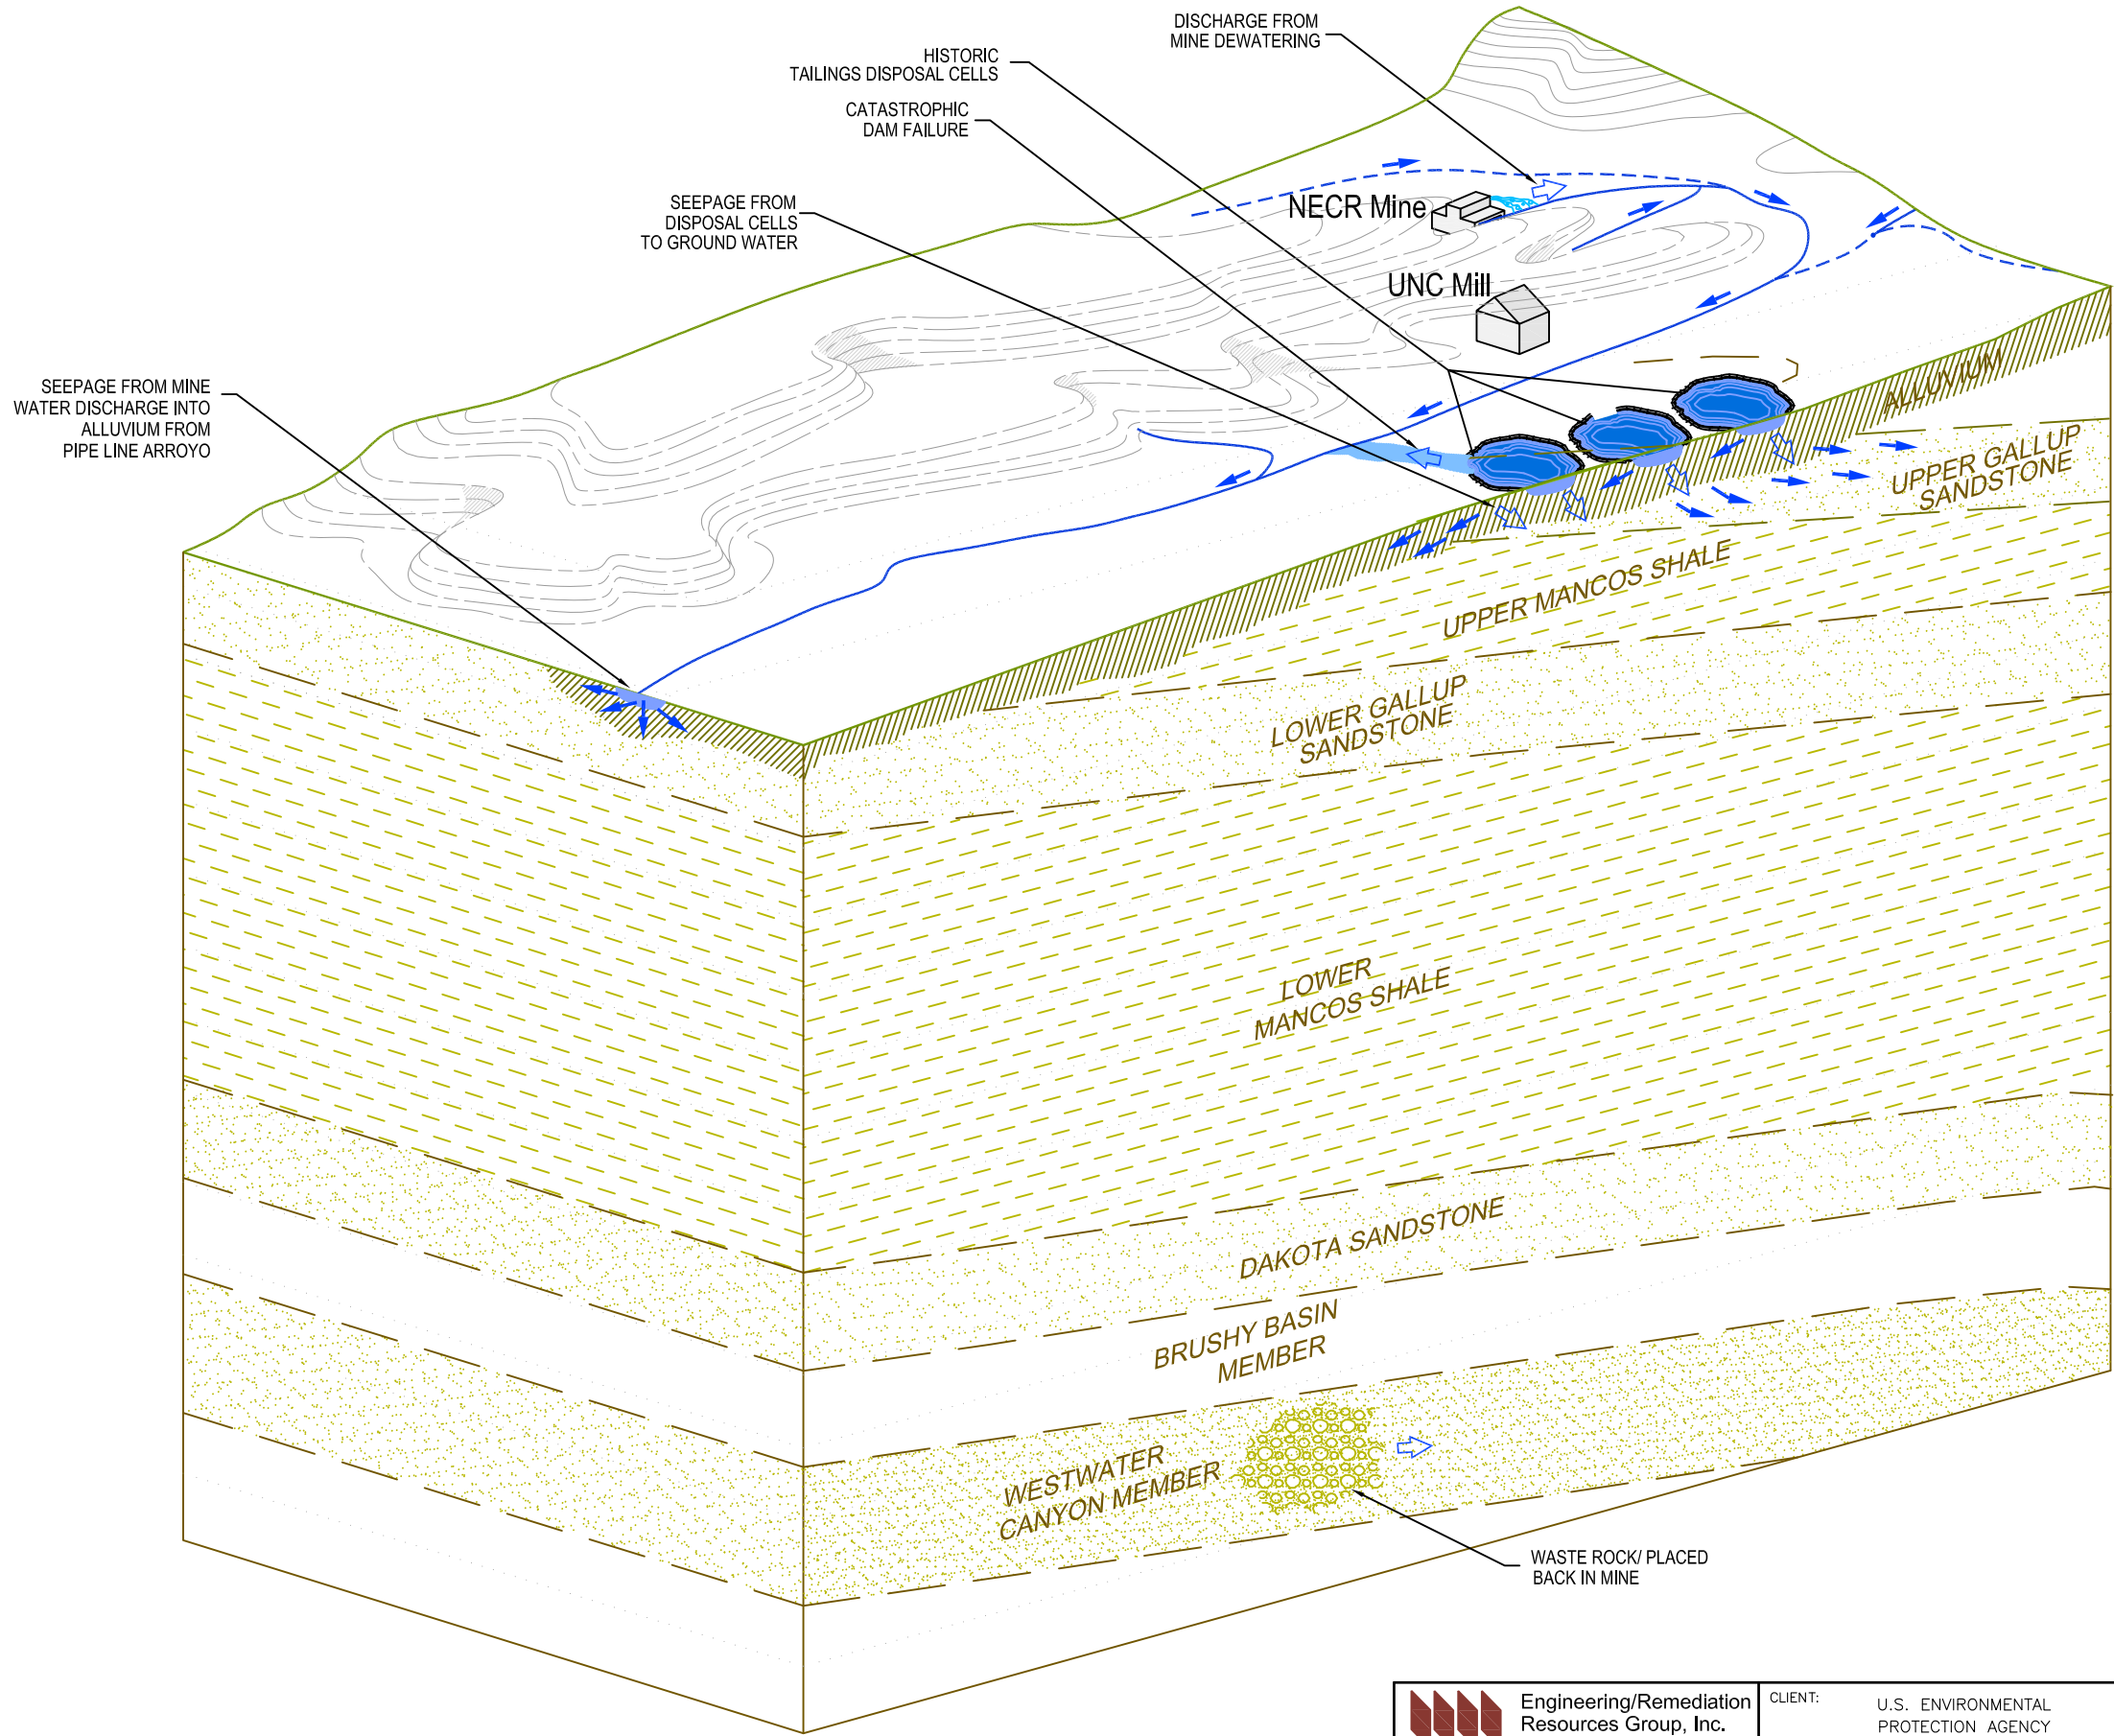 DISCHARGE FROM
MINE DEWATERING
HISTORIC
TAILINGS DISPOSAL CELLS
CATASTROPHIC
DAM FAILURE
SEEPAGE FROM
DISPOSAL CELLS
TO GROUND WATER
NECR Mine
UNC Mill
SEEPAGE FROM MINE
WATER DISCHARGE INTO
ALLUVIUM FROM
PIPE LINE ARROYO
ALLUVIUM
UPPER GALLUP
SANDSTONE
UPPER MANCOS SHALE
LOWER GALLUP
SANDSTONE
LOWER
MANCOS SHALE
DAKOTA SANDSTONE
BRUSHY BASIN
MEMBER
WESTWATER
CANYON MEMBER
WASTE ROCK/ PLACED
BACK IN MINE
Engineering/Remediation
Resources Group, Inc.
CLIENT:
U.S. ENVIRONMENTAL
PROTECTION AGENCY